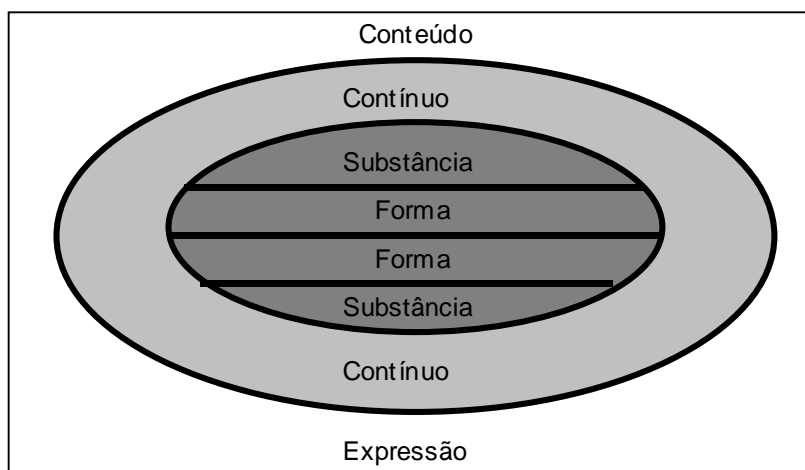 Conteúdo
Contínuo
Substância
Forma
Forma
Substância
Contínuo
Expressão